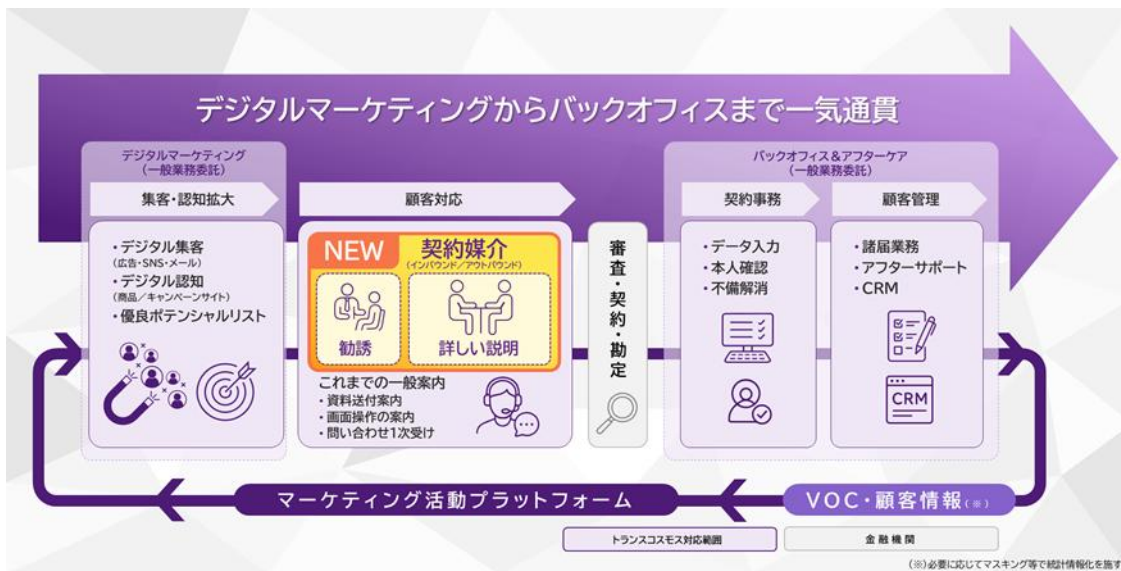 デジタルマーケティングからバックオフィスまで一気通貫
デジタルマーケティング
(一般業務委託)
集客・認知拡大
・デジタル集客
(広告・SNS・メール)
・デジタル認知
(商品/キャンペーンサイト)
・優良ポテンシャルリスト
顧客対応
NEW
契約媒介
(インバウンド/アウトバウンド)
勧誘
詳しい説明
これまでの一般案内
・資料送付案内
・画面操作の案内
・問い合わせ1次受け
審査・契約・勘定
バックオフィス&アフターケア
(一般業務委託)
契約事務
・データ入力
・本人確認
・不備解消
顧客管理
・諸届業務
・アフターサポート
・CRM
CRM
マーケティング活動プラットフォーム
VOC・顧客情報(※)
トランスコスモス対応範囲
金融機関
(※)必要に応じてマスキング等で統計情報化を施す